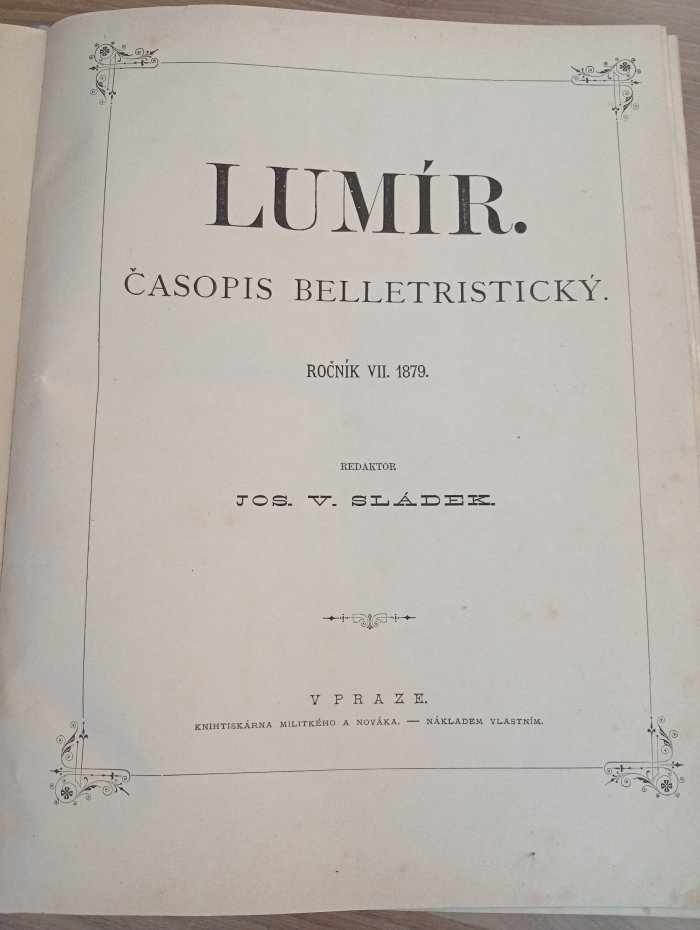 LUMÍR.
ČASOPIS BELLETRISTICKÝ.
ROČNÍK VII. 1879.
REDAKTOR
JOS. V. SLÁDEK.
V PRAZE.
KNIHTISKÁRNA MILITKÉHO A NOVÁKA. — NÁKLADEM VLASTNÍM.